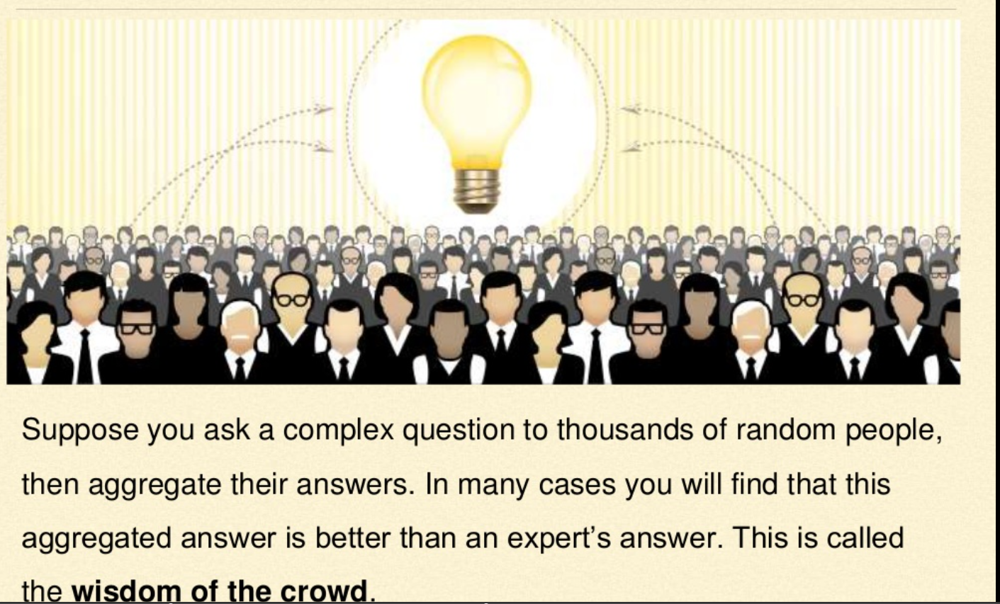 Suppose you ask a complex question to thousands of random people,
then aggregate their answers. In many cases you will find that this
aggregated answer is better than an expert’s answer. This is called
the wisdom of the crowd.